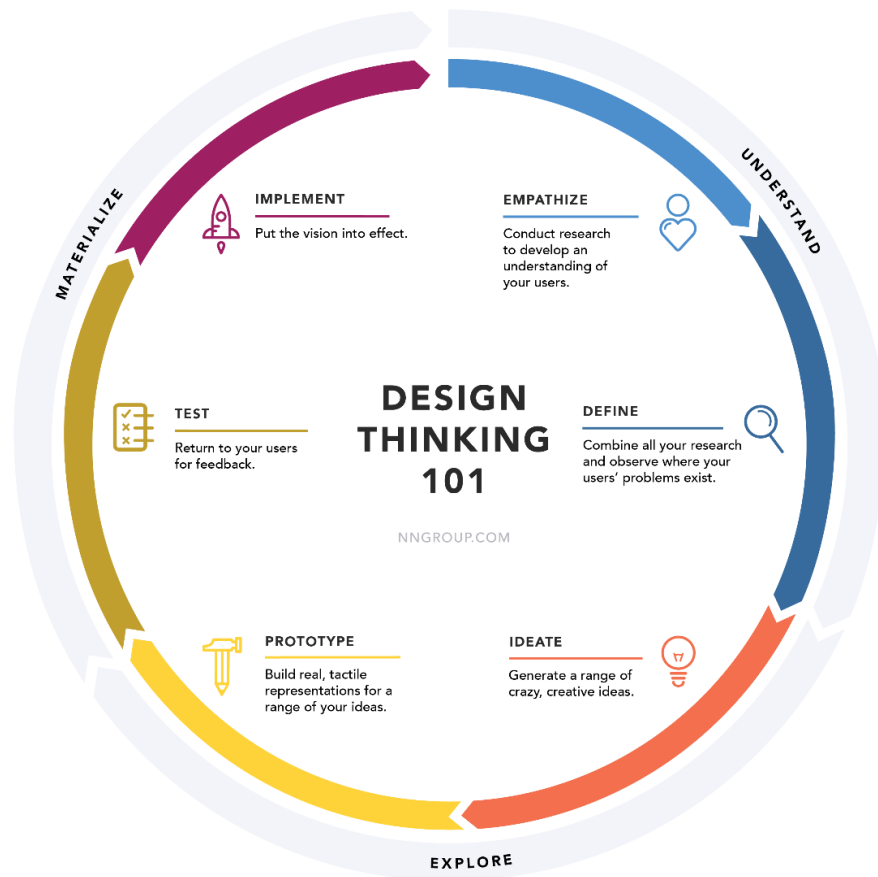 DESIGN
THINKING
101
NNGROUP.COM
UNDERSTAND
EMPATHIZE
Conduct research
to develop an
understanding of
your users.
DEFINE
Combine all your research
and observe where your
users’ problems exist.
EXPLORE
IDEATE
Generate a range of
crazy, creative ideas.
PROTOTYPE
Build real, tactile
representations for a
range of your ideas.
MATERIALIZE
TEST
Return to your users
for feedback.
IMPLEMENT
Put the vision into effect.